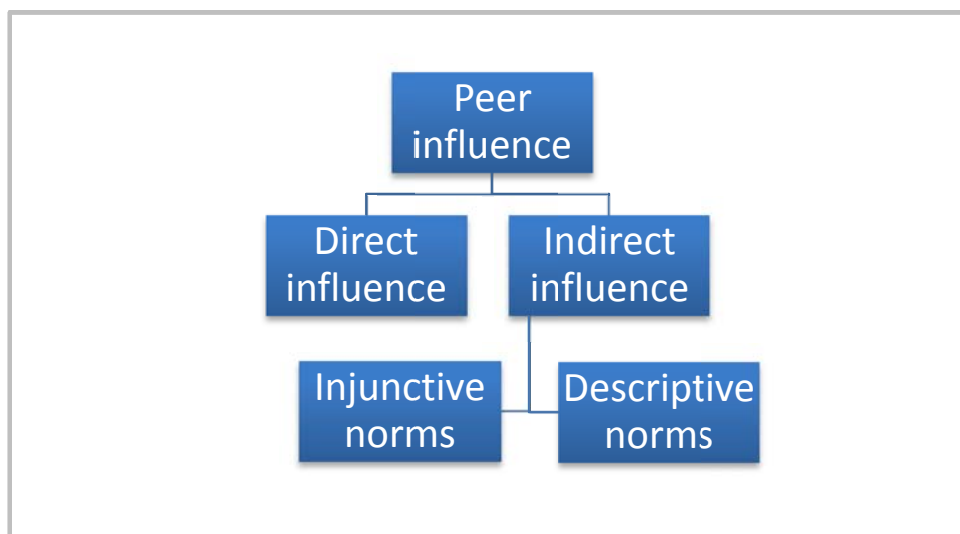 Peer
influence
Direct
influence
Indirect
influence
Injunctive
norms
Descriptive
norms